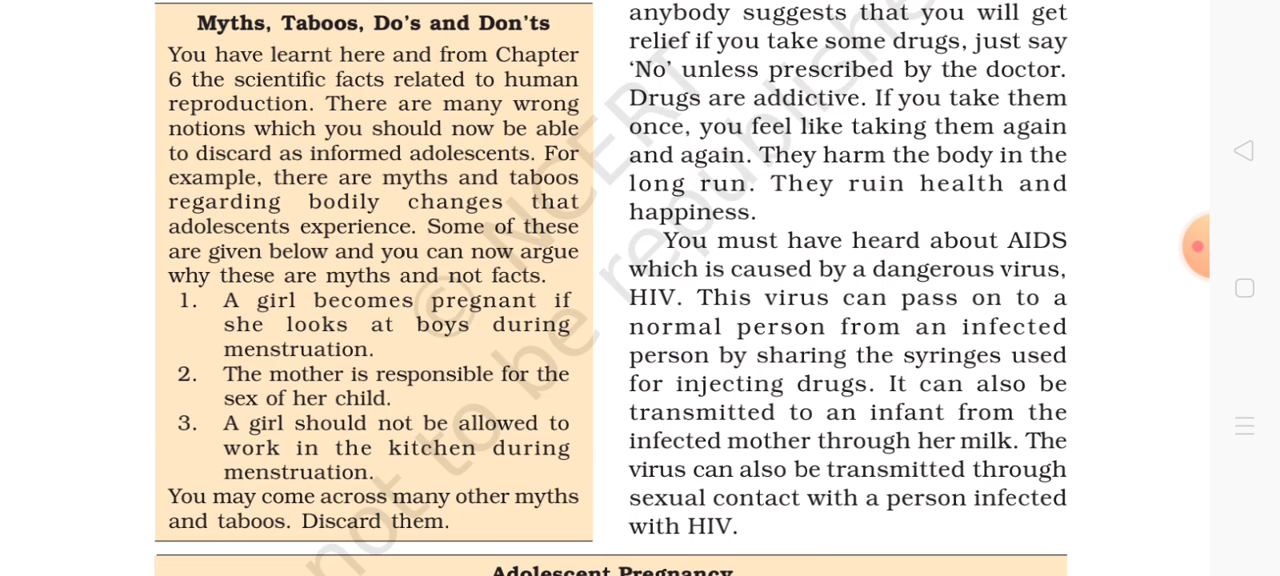 Myths, Taboos, Do's and Don'ts
You have learnt here and from Chapter
6 the scientific facts related to human
reproduction. There are many wrong
notions which you should now be able
to discard as informed adolescents. For
example, there are myths and taboos
regarding bodily changes that
adolescents experience. Some of these
are given below and you can now argue
why these are myths and not facts.
1. A girl becomes pregnant if
she looks at boys during
menstruation.
2. The mother is responsible for the
sex of her child.
3. A girl should not be allowed to
work in the kitchen during
menstruation.
You may come across many other myths
and taboos. Discard them.
anybody suggests that you will get
relief if you take some drugs, just say
‘No’ unless prescribed by the doctor.
Drugs are addictive. If you take them
once, you feel like taking them again
and again. They harm the body in the
long run. They ruin health and
happiness.
You must have heard about AIDS
which is caused by a dangerous virus,
HIV. This virus can pass on to a
normal person from an infected
person by sharing the syringes used
for injecting drugs. It can also be
transmitted to an infant from the
infected mother through her milk. The
virus can also be transmitted through
sexual contact with a person infected
with HIV.
© NCERT
not to be republishe
Adolescent Pregnancy